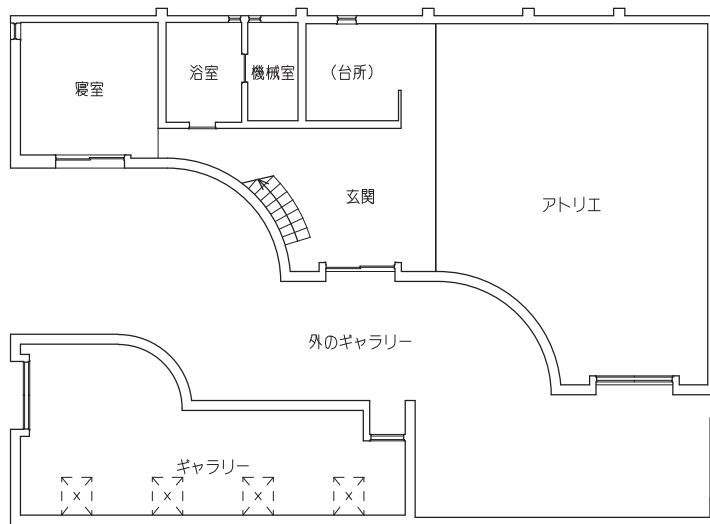 浴室
機械室
（台所）
寝室
玄関
アトリエ
外のギャラリー
ギャラリー